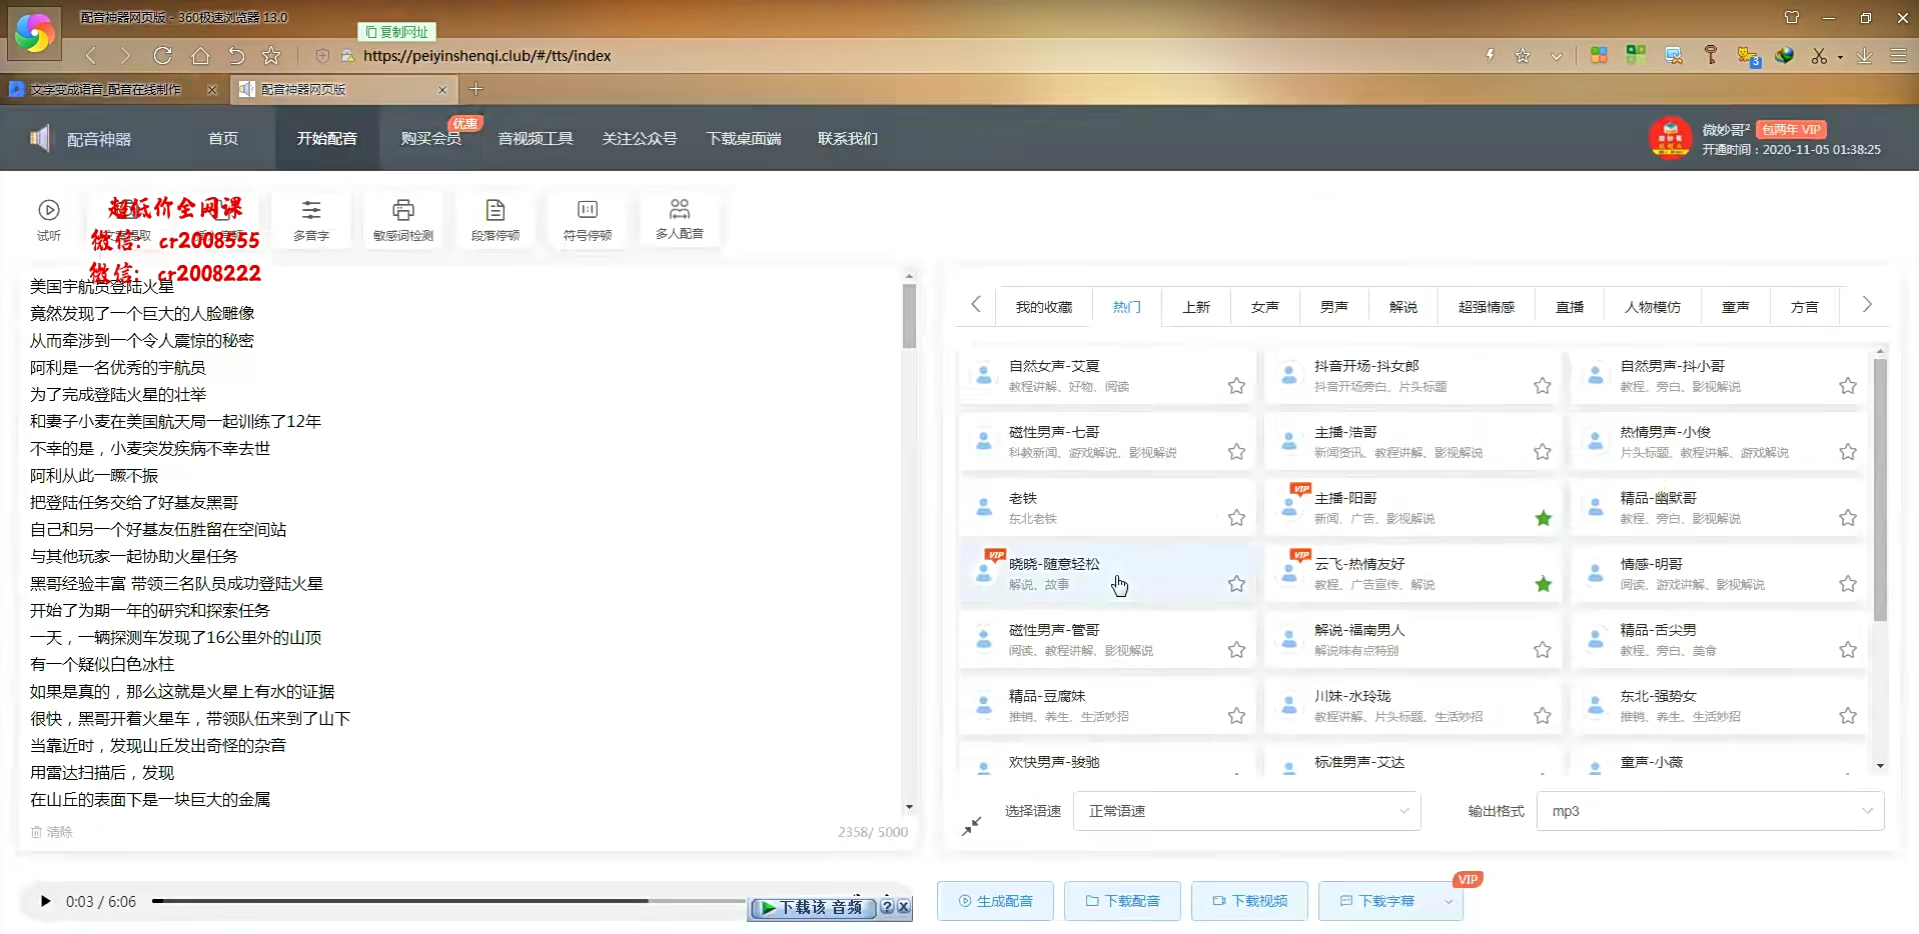 配音神器网页版 - 360极速浏览器 13.0
复制网址
https://peiyinshenqi.club/#/tts/index
3
文字变成语音_配音在线制作
配音神器网页版
配音神器
首页
开始配音
购买会员
优惠
音视频工具
关注公众号
下载桌面端
联系我们
微妙哥²
包两年 VIP
开通时间：2020-11-05 01:38:25
试听
多音字
敏感词检测
段落停顿
符号停顿
多人配音
超低价全网课
微信：cr2008555
微信：cr2008222
美国宇航员登陆火星
竟然发现了一个巨大的人脸雕像
从而牵涉到一个令人震惊的秘密
阿利是一名优秀的宇航员
为了完成登陆火星的壮举
和妻子小麦在美国航天局一起训练了12年
不幸的是，小麦突发疾病不幸去世
阿利从此一蹶不振
把登陆任务交给了好基友黑哥
自己和另一个好基友伍胜留在空间站
与其他玩家一起协助火星任务
黑哥经验丰富 带领三名队员成功登陆火星
开始了为期一年的研究和探索任务
一天，一辆探测车发现了16公里外的山顶
有一个疑似白色冰柱
如果是真的，那么这就是火星上有水的证据
很快，黑哥开着火星车，带领队伍来到了山下
当靠近时，发现山丘发出奇怪的杂音
用雷达扫描后，发现
在山丘的表面下是一块巨大的金属
清除
2358/ 5000
我的收藏
热门
上新
女声
男声
解说
超强情感
直播
人物模仿
童声
方言
自然女声-艾夏
教程讲解、好物、阅读
抖音开场-抖女郎
抖音开场旁白、片头标题
自然男声-抖小哥
教程、旁白、影视解说
磁性男声-七哥
科教新闻、游戏解说、影视解说
主播-浩哥
新闻资讯、教程讲解、影视解说
热情男声-小俊
片头标题、教程讲解、游戏解说
老铁
东北老铁
VIP
主播-阳哥
新闻、广告、影视解说
精品-幽默哥
教程、旁白、影视解说
VIP
晓晓-随意轻松
解说、故事
VIP
云飞-热情友好
教程、广告宣传、解说
情感-明哥
阅读、游戏讲解、影视解说
磁性男声-管哥
阅读、教程讲解、影视解说
解说-福南男人
解说味有点特别
精品-舌尖男
教程、旁白、美食
精品-豆腐妹
推销、养生、生活妙招
川妹-水玲珑
教程讲解、片头标题、生活妙招
东北-强势女
推销、养生、生活妙招
欢快男声-骏驰
标准男声-艾达
童声-小薇
选择语速
正常语速
输出格式
mp3
0:03 / 6:06
下载该 音频
?
生成配音
下载配音
下载视频
下载字幕
VIP